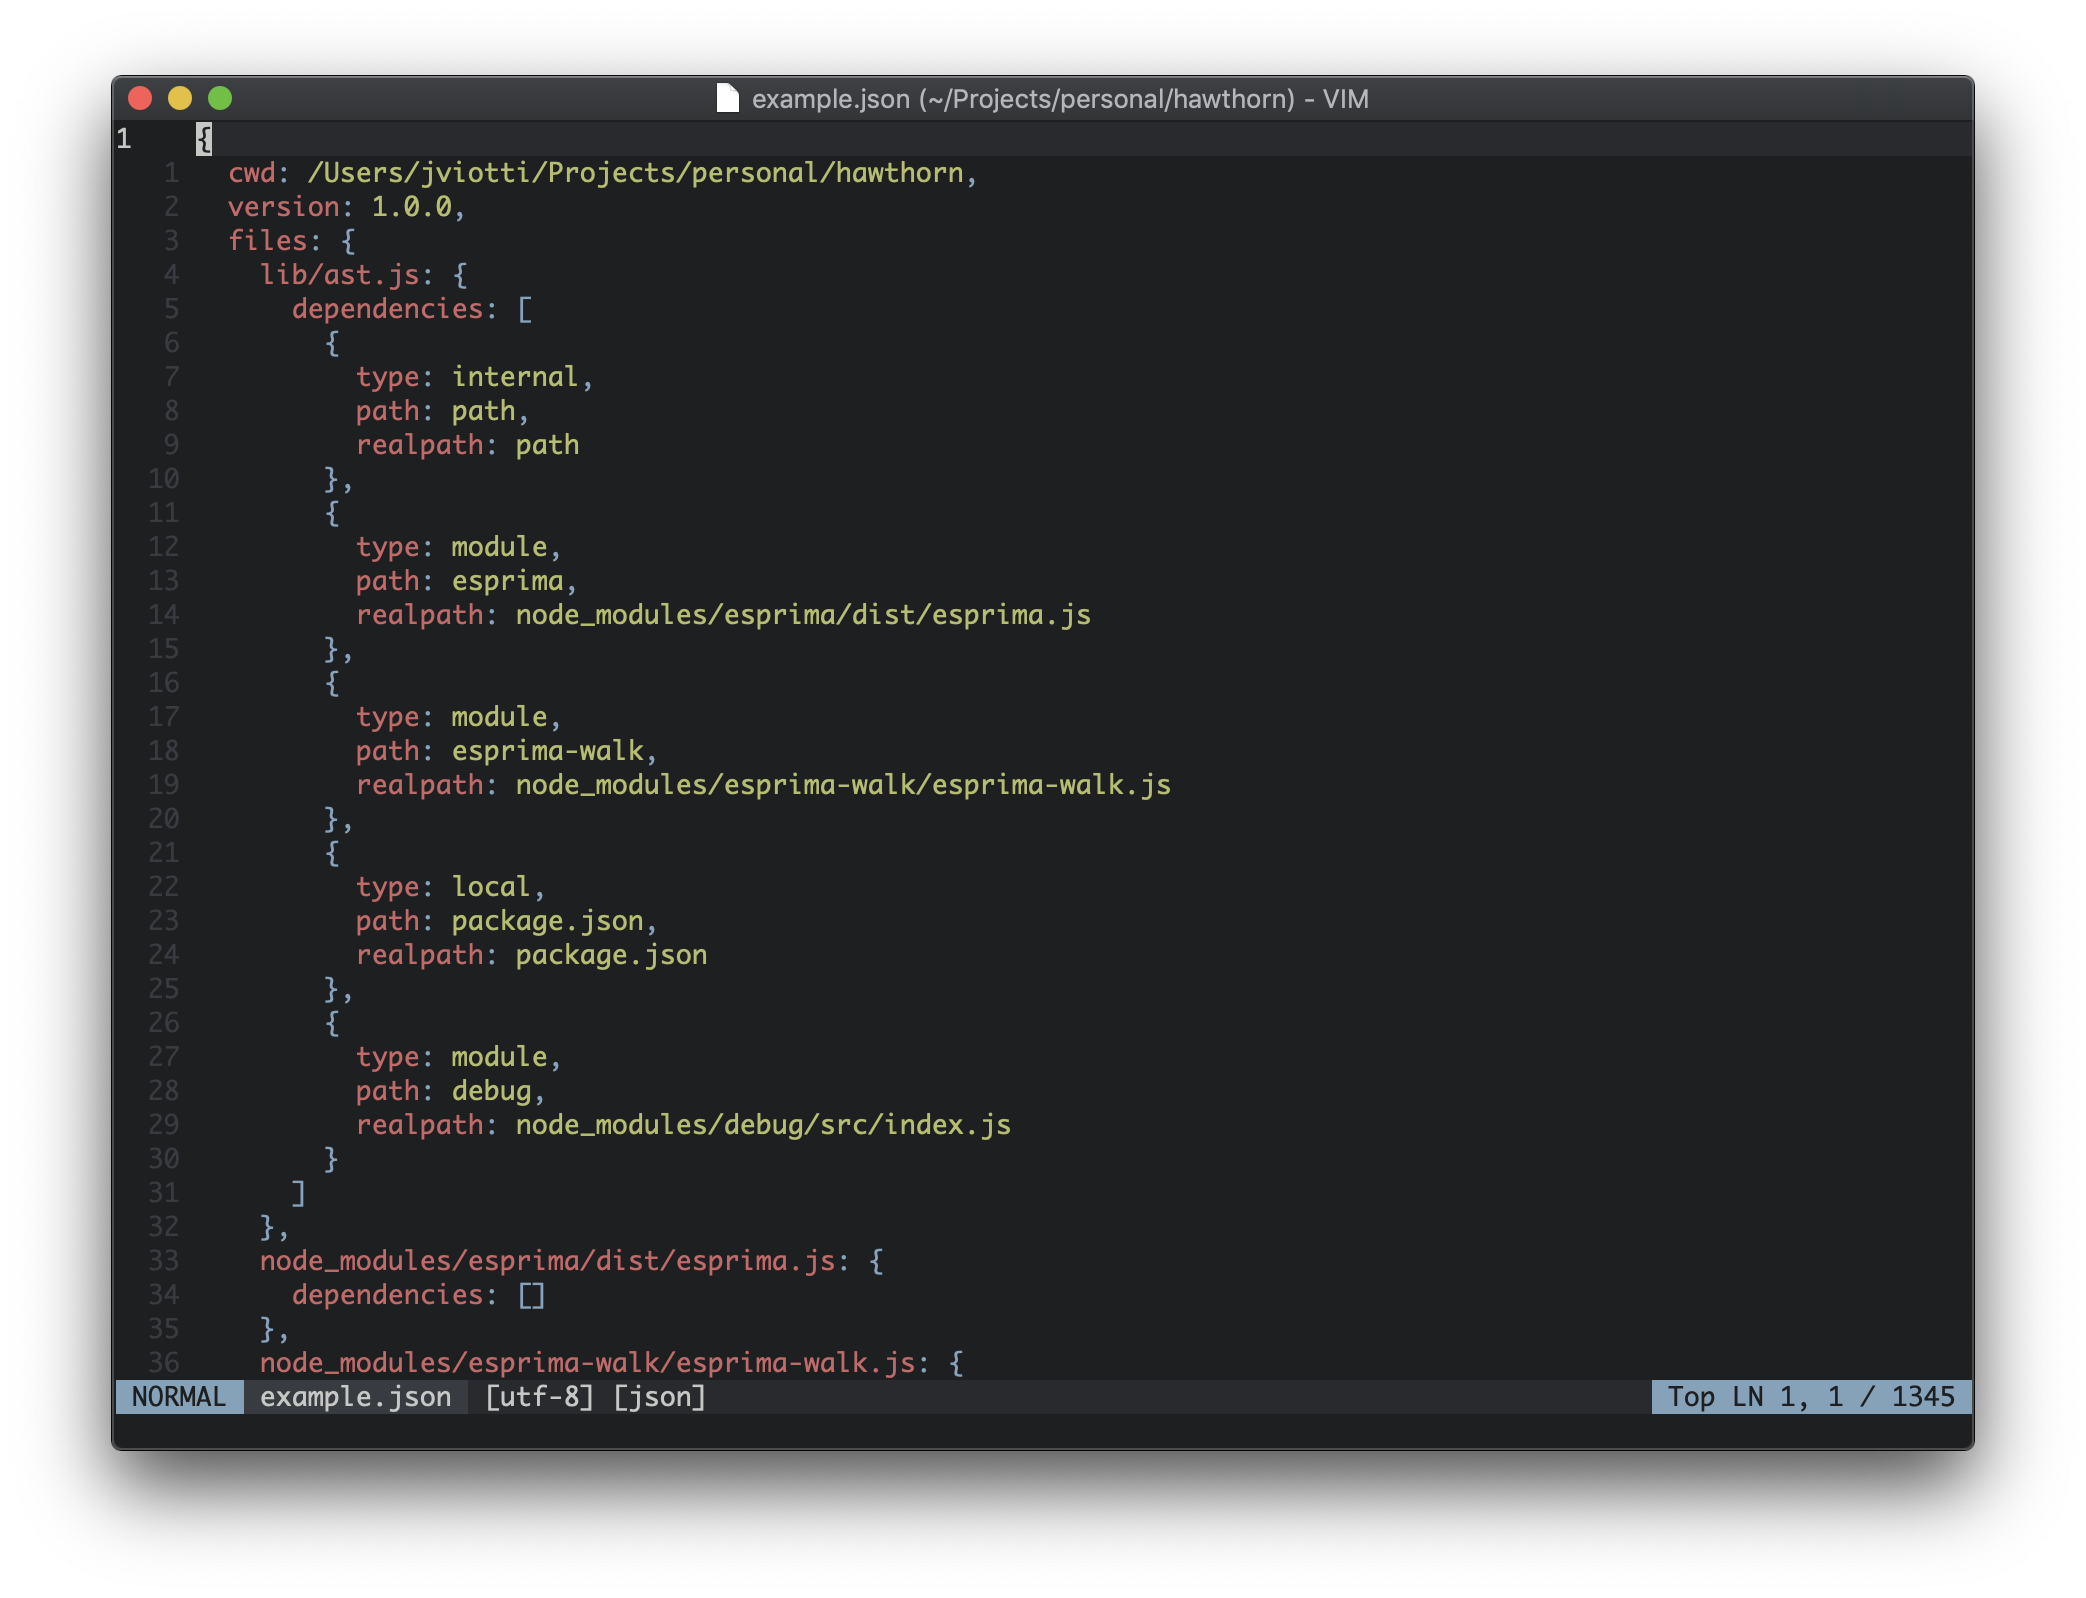 example.json (~/Projects/personal/hawthorn) - VIM
1 {
1 cwd: /Users/jviotti/Projects/personal/hawthorn,
2 version: 1.0.0,
3 files: {
4 lib/ast.js: {
5 dependencies: [
6 {
7 type: internal,
8 path: path,
9 realpath: path
10 },
11 {
12 type: module,
13 path: esprima,
14 realpath: node_modules/esprima/dist/esprima.js
15 },
16 {
17 type: module,
18 path: esprima-walk,
19 realpath: node_modules/esprima-walk/esprima-walk.js
20 },
21 {
22 type: local,
23 path: package.json,
24 realpath: package.json
25 },
26 {
27 type: module,
28 path: debug,
29 realpath: node_modules/debug/src/index.js
30 }
31 ]
32 },
33 node_modules/esprima/dist/esprima.js: {
34 dependencies: []
35 },
36 node_modules/esprima-walk/esprima-walk.js: {
NORMAL example.json [utf-8] [json] Top LN 1, 1 / 1345